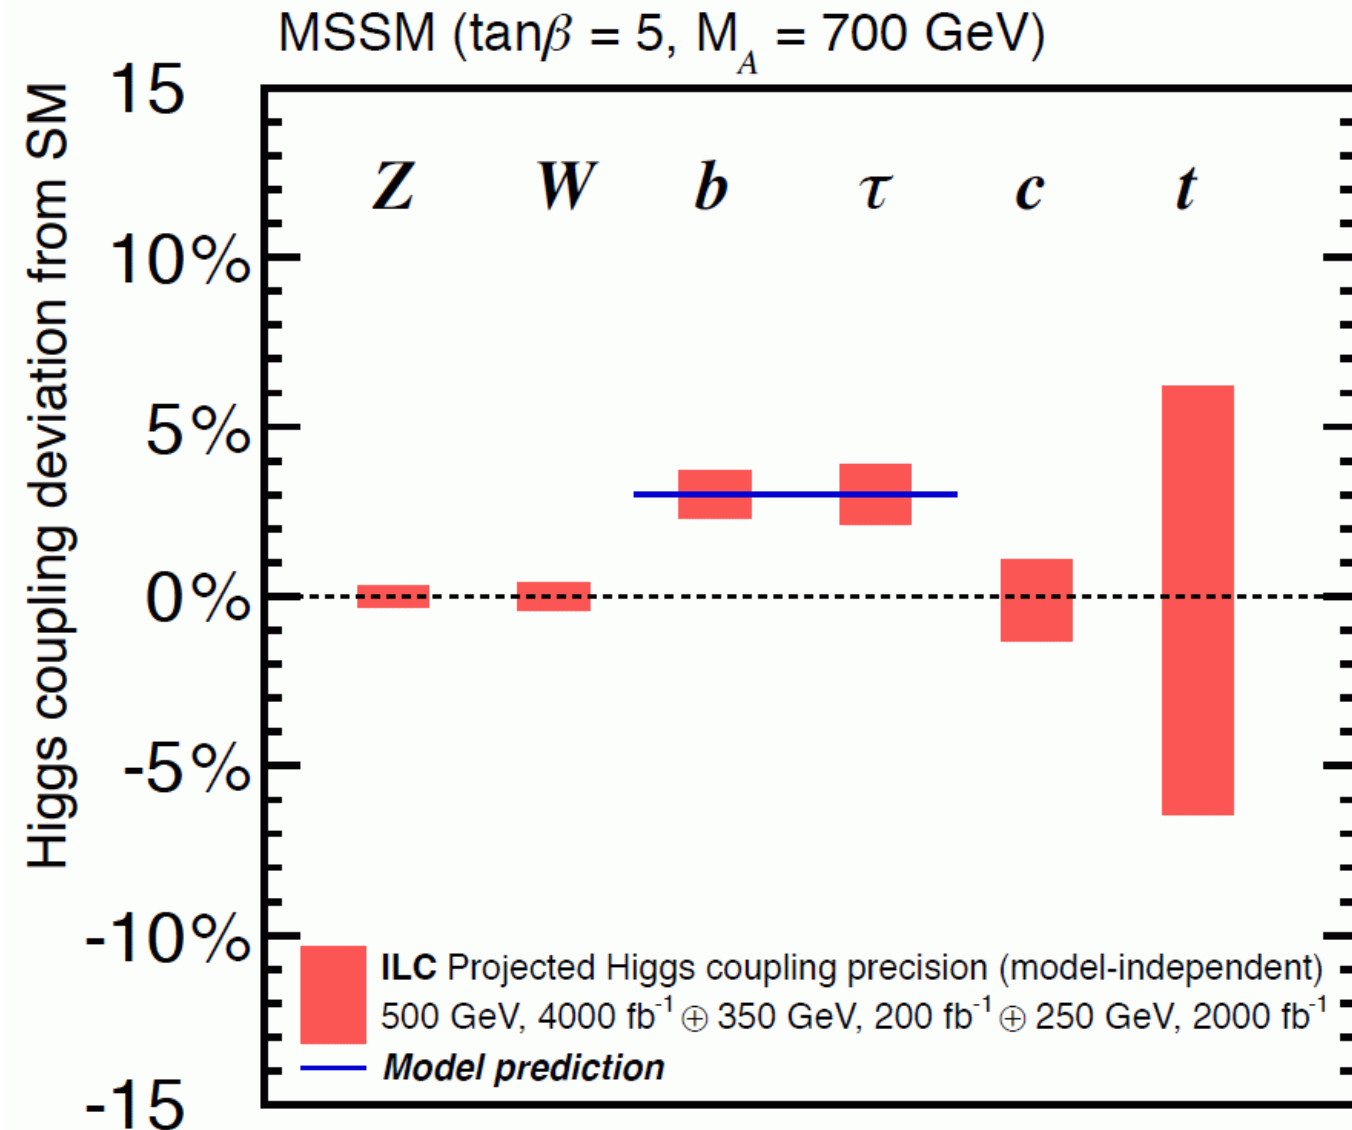 MSSM (tanβ = 5, M_A = 700 GeV)
Higgs coupling deviation from SM
15
10%
5%
0%
-5%
-10%
-15
Z W b τ c t
ILC Projected Higgs coupling precision (model-independent)
500 GeV, 4000 fb⁻¹ ⊕ 350 GeV, 200 fb⁻¹ ⊕ 250 GeV, 2000 fb⁻¹
Model prediction